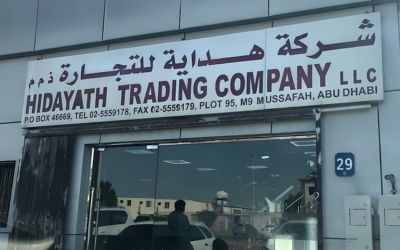 شركة هداية للتجارة ذ م م
HIDAYATH TRADING COMPANY LLC
P.O BOX 46669, TEL 02-5559178, FAX 02-5559179, PLOT 95, M9 MUSSAFAH, ABU DHABI
29